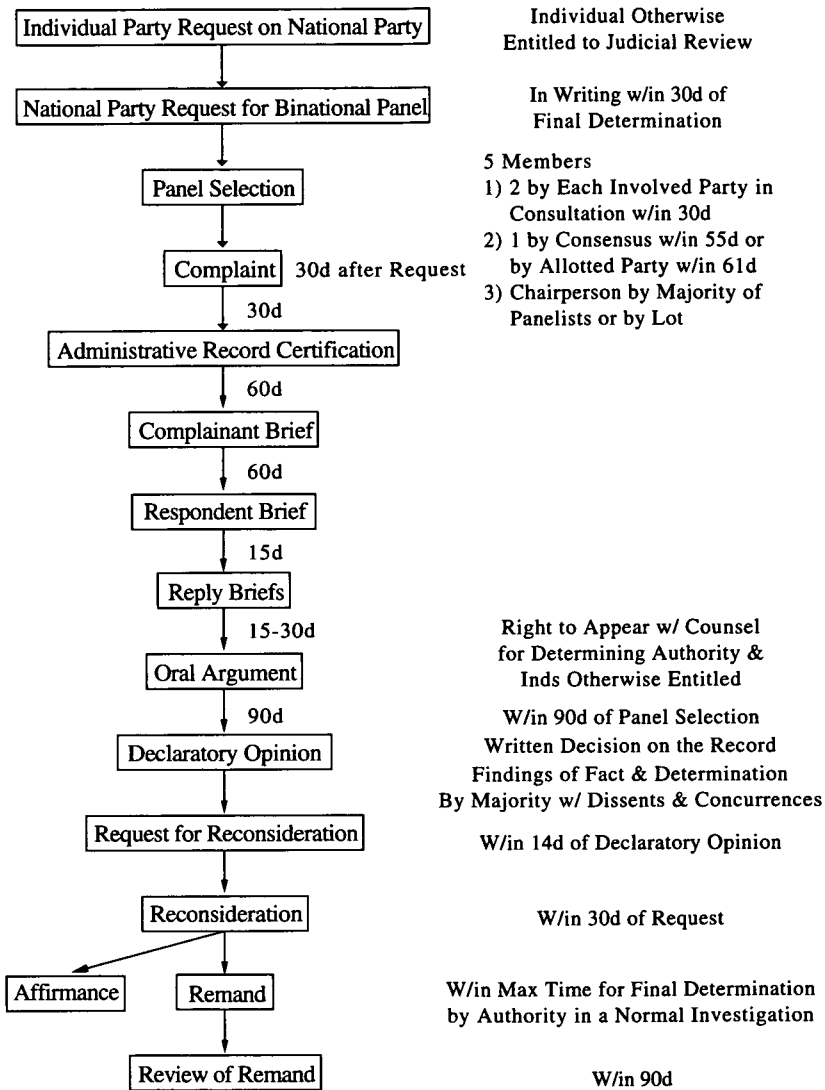 Individual Party Request on National Party
Individual Otherwise
Entitled to Judicial Review
National Party Request for Binational Panel
In Writing w/in 30d of
Final Determination
Panel Selection
5 Members
1) 2 by Each Involved Party in
Consultation w/in 30d
2) 1 by Consensus w/in 55d or
by Allotted Party w/in 61d
3) Chairperson by Majority of
Panelists or by Lot
Complaint
30d after Request
30d
Administrative Record Certification
60d
Complainant Brief
60d
Respondent Brief
15d
Reply Briefs
15-30d
Oral Argument
Right to Appear w/ Counsel
for Determining Authority &
Inds Otherwise Entitled
90d
W/in 90d of Panel Selection
Declaratory Opinion
Written Decision on the Record
Findings of Fact & Determination
By Majority w/ Dissents & Concurrences
Request for Reconsideration
W/in 14d of Declaratory Opinion
Reconsideration
W/in 30d of Request
Affirmance
Remand
W/in Max Time for Final Determination
by Authority in a Normal Investigation
Review of Remand
W/in 90d